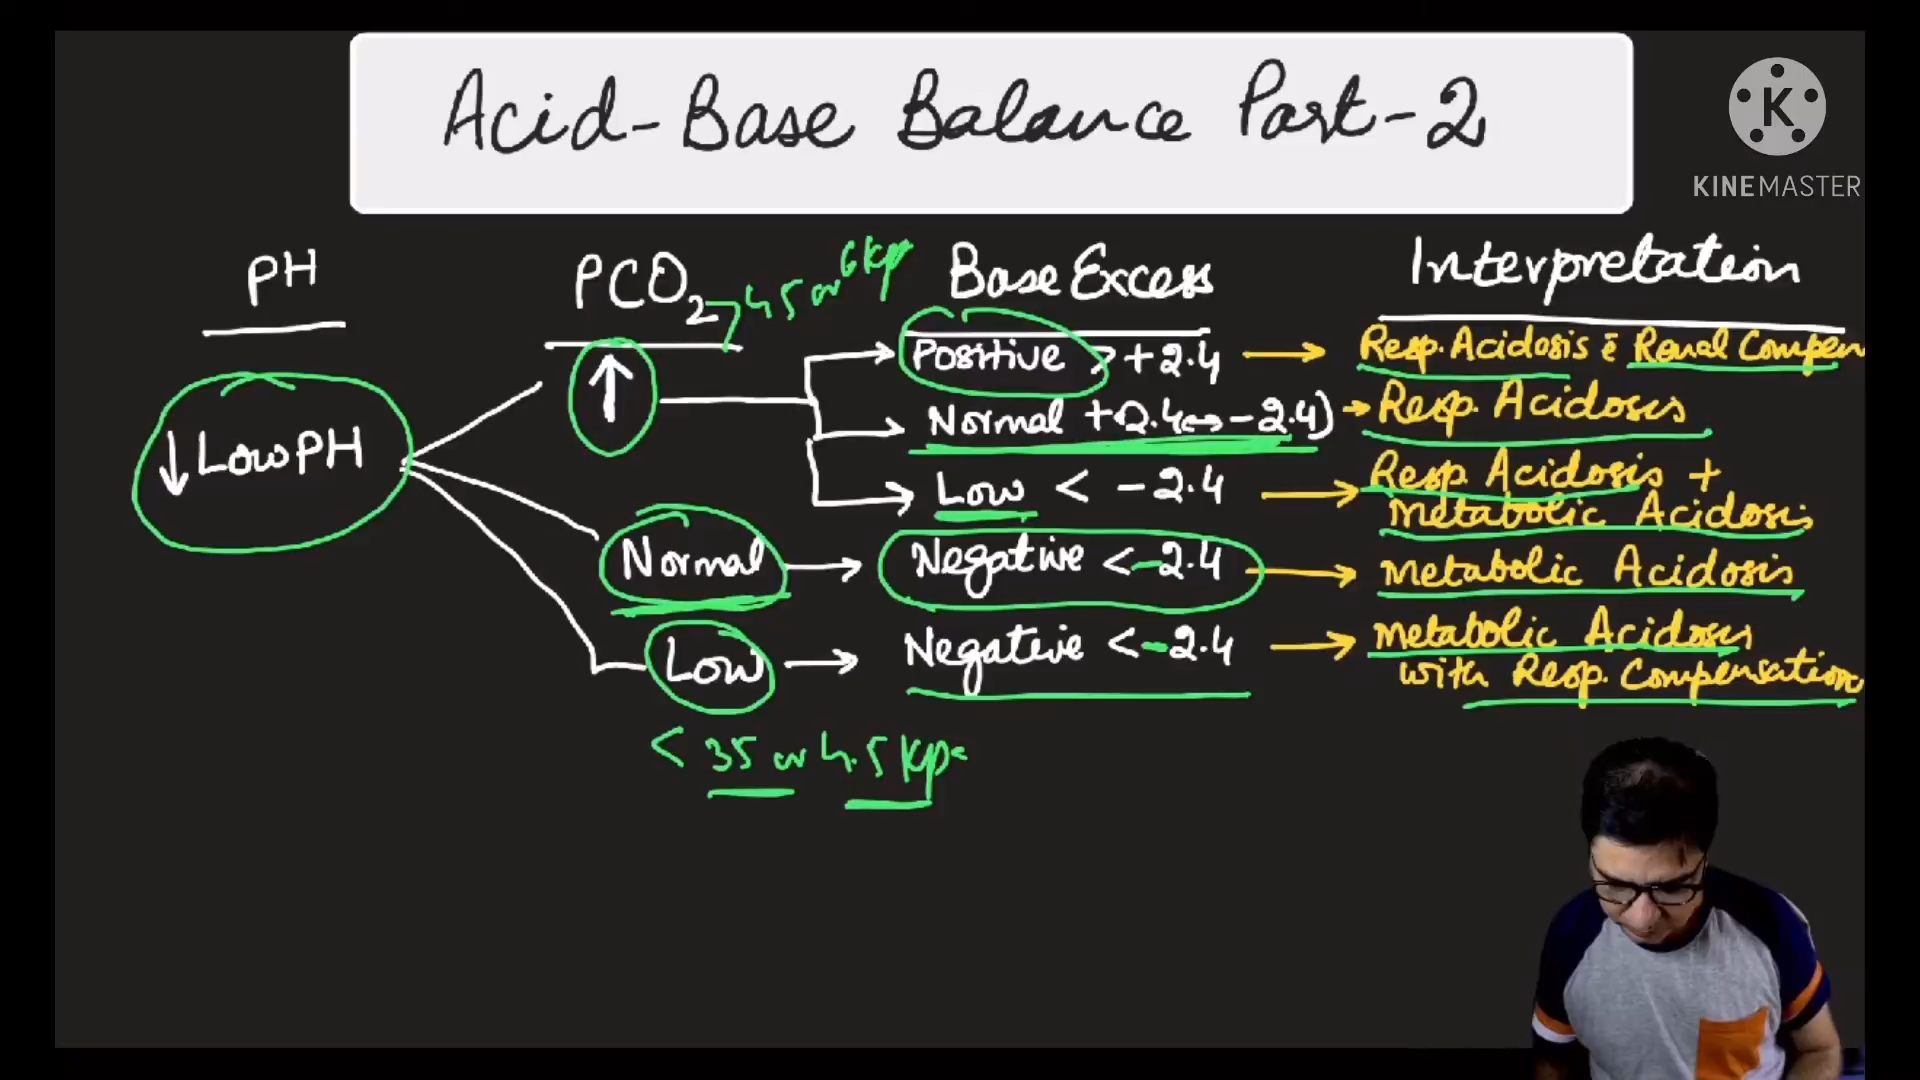 Acid-Base Balance Part-2
K
KINEMASTER
PH
PCO₂
>45 or 6kp
Base Excess
Interpretation
↑
Positive > +2.4 → Resp. Acidosis c̄ Renal Compen
↓ Low PH
Normal +(2.4↔-2.4) → Resp. Acidosis
Low < -2.4 → Resp. Acidosis +
Metabolic Acidosis
Normal → Negative <-2.4 → Metabolic Acidosis
Low → Negative <-2.4 → Metabolic Acidosis
with Resp. Compensation
< 35 or 4.5 Kpa